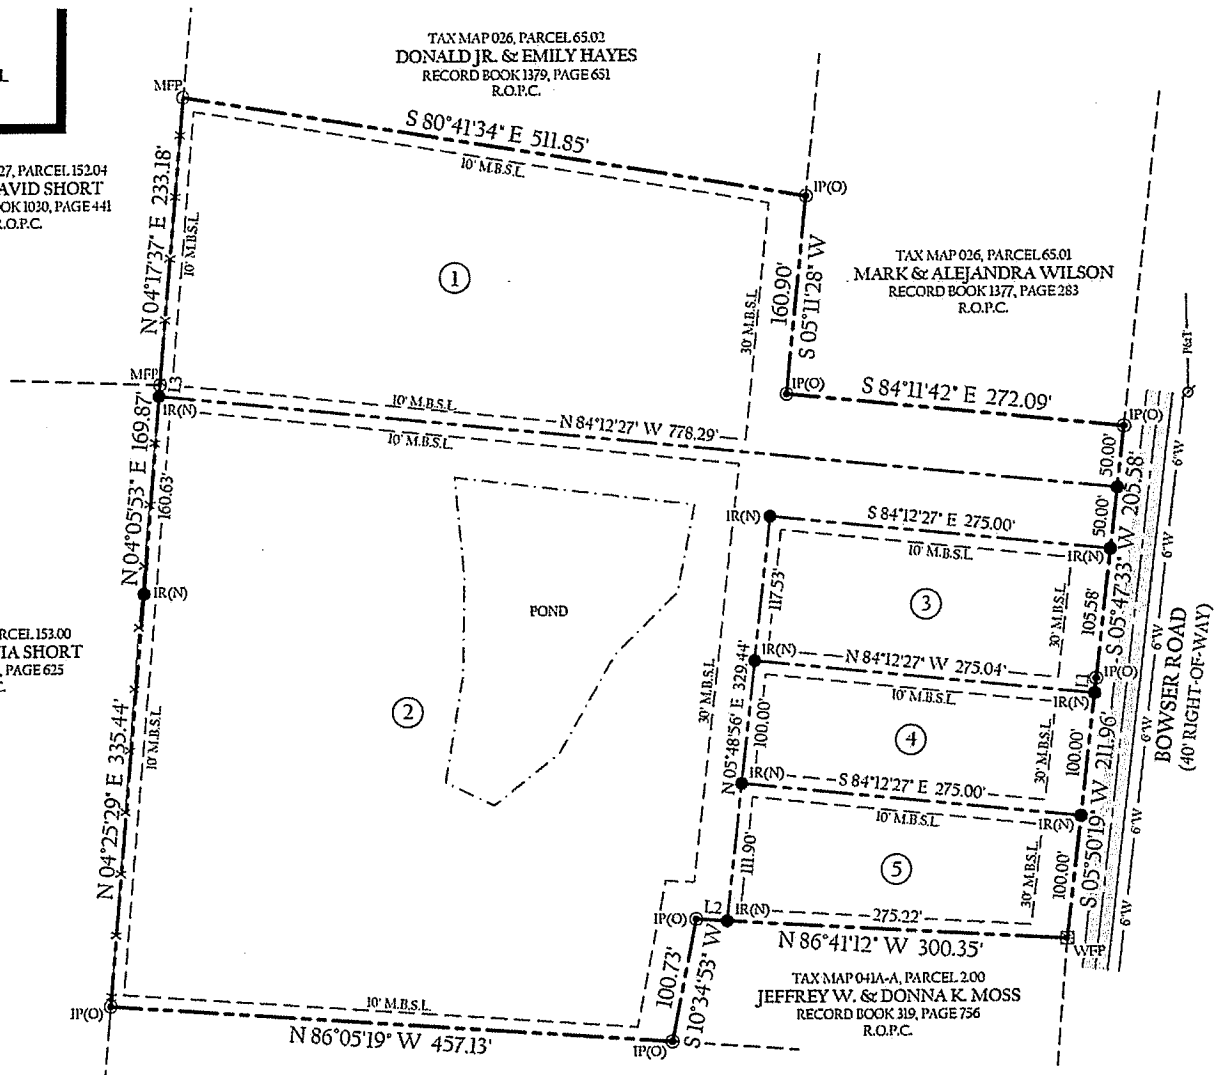 L
TAX MAP 026, PARCEL 65.02
DONALD JR. & EMILY HAYES
RECORD BOOK 1379, PAGE 651
R.O.P.C.
MFP
S 80°41'34" E 511.85'
10' M.B.S.L.
IP(O)
27, PARCEL 152.04
AVID SHORT
OOK 1030, PAGE 441
R.O.P.C.
N 04°17'37" E 233.18'
10' M.B.S.L.
1
30' M.B.S.L.
160.90'
S 05°11'28" W
TAX MAP 026, PARCEL 65.01
MARK & ALEJANDRA WILSON
RECORD BOOK 1377, PAGE 283
R.O.P.C.
P&T
MFP
L3
IR(N)
10' M.B.S.L.
N 84°12'27" W 778.29'
10' M.B.S.L.
IP(O)
S 84°11'42" E 272.09'
IP(O)
50.00'
50.00'
S 05°47'33" W 205.58'
6"W
6"W
6"W
6"W
6"W
6"W
6"W
N 04°05'53" E 169.87'
160.63'
IR(N)
IR(N)
S 84°12'27" E 275.00'
10' M.B.S.L.
IR(N)
117.53'
3
30' M.B.S.L.
105.58'
POND
RCEL 153.00
IA SHORT
, PAGE 625
C.
IR(N)
N 84°12'27" W 275.04'
10' M.B.S.L.
L1
IP(O)
IR(N)
BOWSER ROAD
(40' RIGHT-OF-WAY)
N 04°25'29" E 335.44'
10' M.B.S.L.
2
30' M.B.S.L.
N 05°48'56" E 329.44'
100.00'
4
30' M.B.S.L.
100.00'
S 05°50'19" W 211.96'
IR(N)
S 84°12'27" E 275.00'
10' M.B.S.L.
IR(N)
111.90'
5
30' M.B.S.L.
100.00'
L2
IP(O)
IR(N)
275.22'
N 86°41'12" W 300.35'
WFP
100.73'
S 10°34'53" W
TAX MAP 041A-A, PARCEL 2.00
JEFFREY W. & DONNA K. MOSS
RECORD BOOK 319, PAGE 756
R.O.P.C.
IP(O)
10' M.B.S.L.
N 86°05'19" W 457.13'
IP(O)